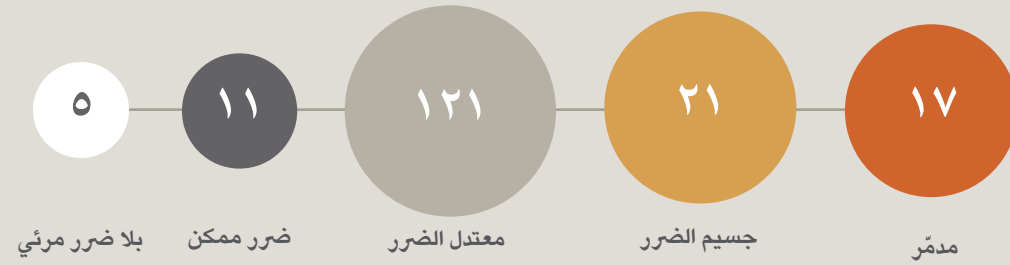 ١٧
٢١
١٢١
١١
٥
مدمّر
جسيم الضرر
معتدل الضرر
ضرر ممكن
بلا ضرر مرئي